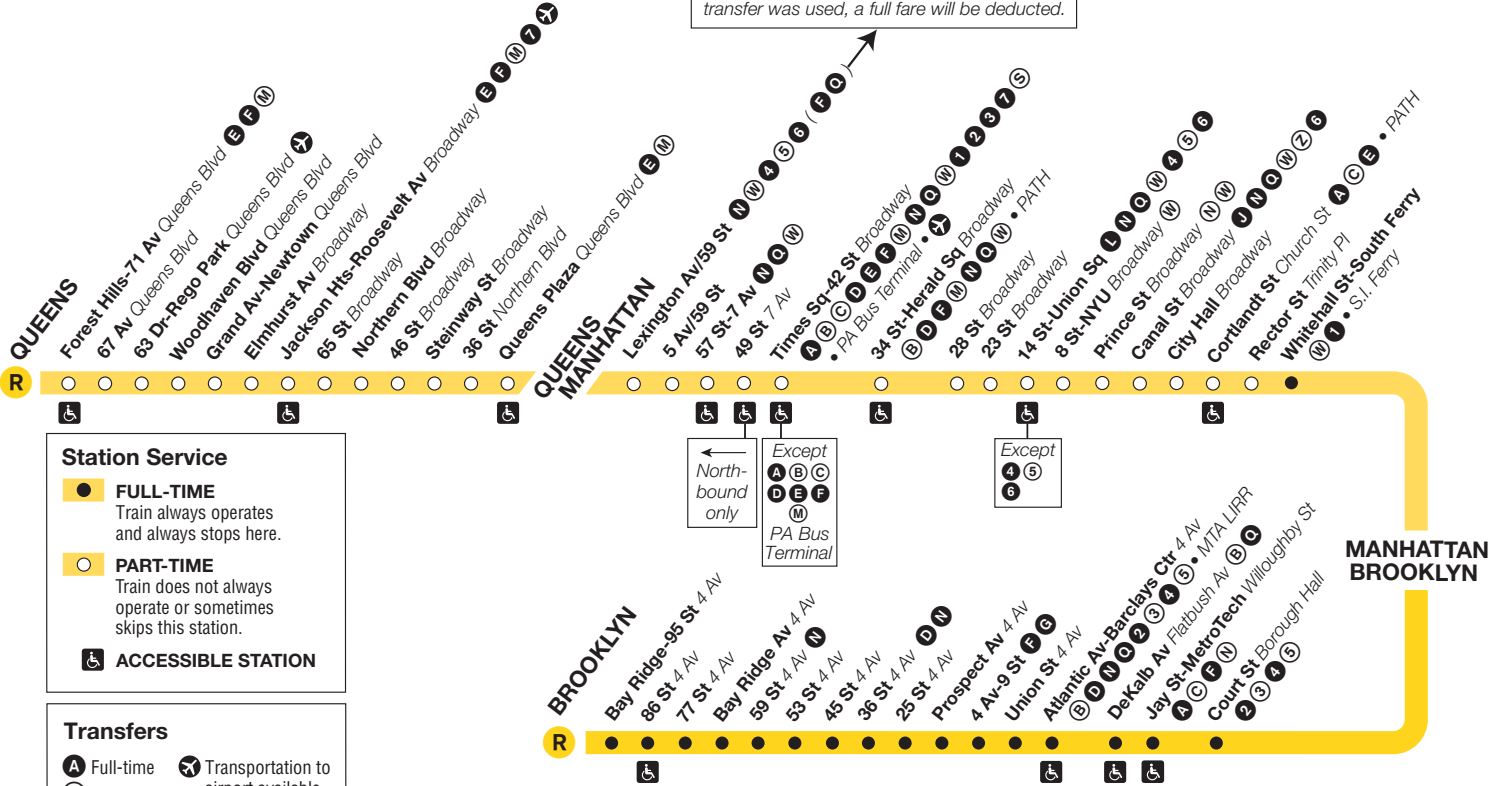 transfer was used, a full fare will be deducted.
QUEENS
Forest Hills-71 Av Queens Blvd E F M
67 Av Queens Blvd
63 Dr-Rego Park Queens Blvd
Woodhaven Blvd Queens Blvd
Grand Av-Newtown Queens Blvd
Elmhurst Av Broadway
Jackson Hts-Roosevelt Av Broadway E F M 7
65 St Broadway
Northern Blvd Broadway
46 St Broadway
Steinway St Broadway
36 St Northern Blvd
Queens Plaza Queens Blvd E M
QUEENS
MANHATTAN
Lexington Av/59 St N W 4 5 6 ( F Q )
5 Av/59 St
57 St-7 Av N Q W
49 St 7 Av
Times Sq-42 St Broadway
A B C D E F M N Q W 1 2 3 7 S
• PA Bus Terminal •
34 St-Herald Sq Broadway
B D F M N Q W • PATH
28 St Broadway
23 St Broadway
14 St-Union Sq L N Q W 4 5 6
8 St-NYU Broadway W
Prince St Broadway N W
Canal St Broadway J N Q W Z 6
City Hall Broadway
Cortlandt St Church St A C E • PATH
Rector St Trinity Pl
Whitehall St-South Ferry
W 1 • S.I. Ferry
R
North-
bound
only
Except
A B C
D E F
M
PA Bus
Terminal
Except
4 5
6
Station Service
FULL-TIME
Train always operates
and always stops here.
PART-TIME
Train does not always
operate or sometimes
skips this station.
ACCESSIBLE STATION
MANHATTAN
BROOKLYN
BROOKLYN
Bay Ridge-95 St 4 Av
86 St 4 Av
77 St 4 Av
Bay Ridge Av 4 Av
59 St 4 Av N
53 St 4 Av
45 St 4 Av
36 St 4 Av D N
25 St 4 Av
Prospect Av 4 Av
4 Av-9 St F G
Union St 4 Av
Atlantic Av-Barclays Ctr 4 Av
B D N Q 2 3 4 5 • MTA LIRR
DeKalb Av Flatbush Av B Q
Jay St-MetroTech Willoughby St
A C F N
Court St Borough Hall
2 3 4 5
R
Transfers
A Full-time
Transportation to
airport available